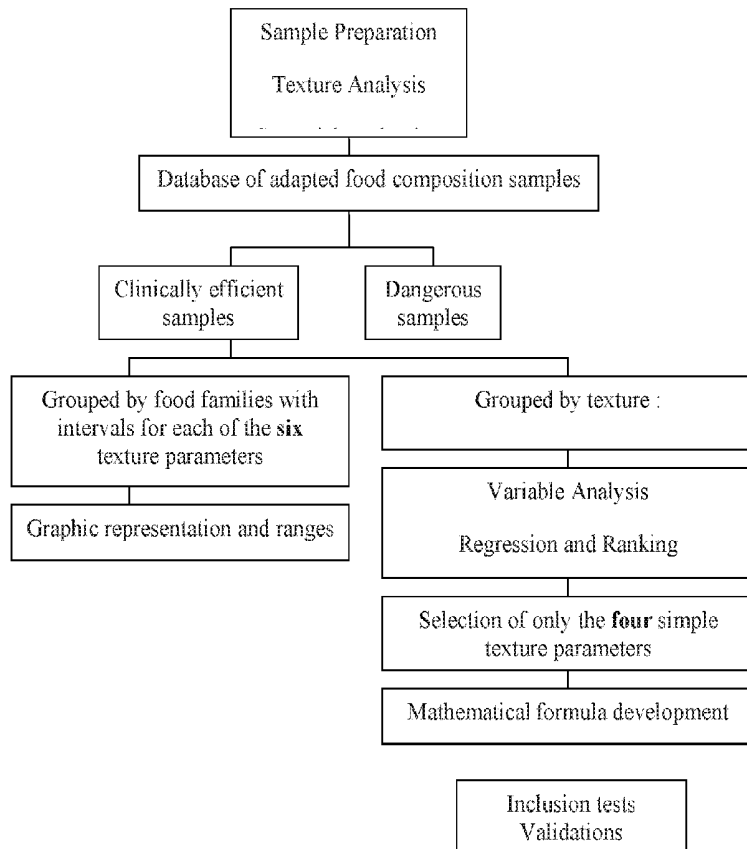 Sample Preparation
Texture Analysis
Database of adapted food composition samples
Clinically efficient
samples
Dangerous
samples
Grouped by food families with
intervals for each of the six
texture parameters
Graphic representation and ranges
Grouped by texture :
Variable Analysis
Regression and Ranking
Selection of only the four simple
texture parameters
Mathematical formula development
Inclusion tests
Validations